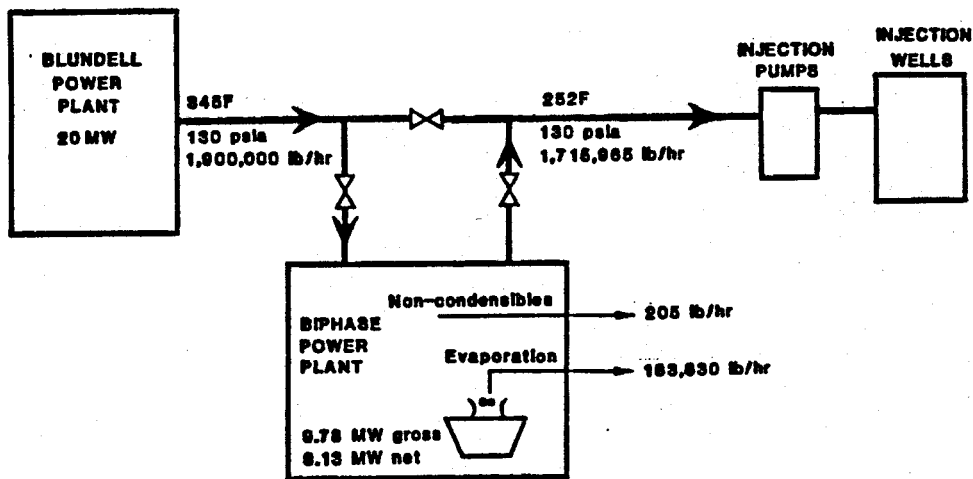 BLUNDELL
POWER
PLANT
20 MW
345F
130 psia
1,900,000 lb/hr
252F
130 psia
1,715,965 lb/hr
INJECTION
PUMPS
INJECTION
WELLS
Non-condensibles
205 lb/hr
BIPHASE
POWER
PLANT
Evaporation
183,830 lb/hr
9.78 MW gross
8.13 MW net